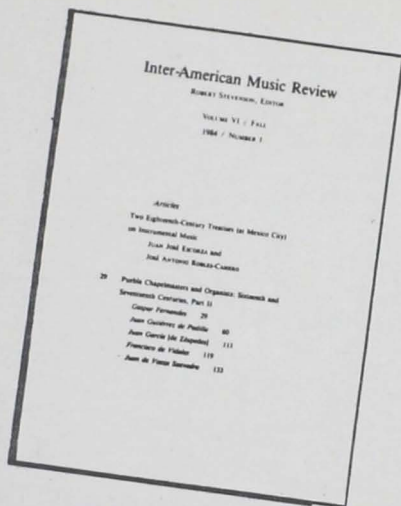 Inter-American Music Review
ROBERT STEVENSON, EDITOR
VOLUME VI : FALL
1984 / NUMBER 1
Articles
Two Eighteenth-Century Treatises (at Mexico City)
on Instrumental Music
JUAN JOSÉ ESCORZA and
JOSÉ ANTONIO ROBLES-CAHERO
29 Puebla Chapelmasters and Organists: Sixteenth and
Seventeenth Centuries, Part II
Gaspar Fernandes 29
Juan Gutiérrez de Padilla 60
Juan García [de Zéspedes] 111
Francisco de Vidales 119
Juan de Vaeza Saavedra 133